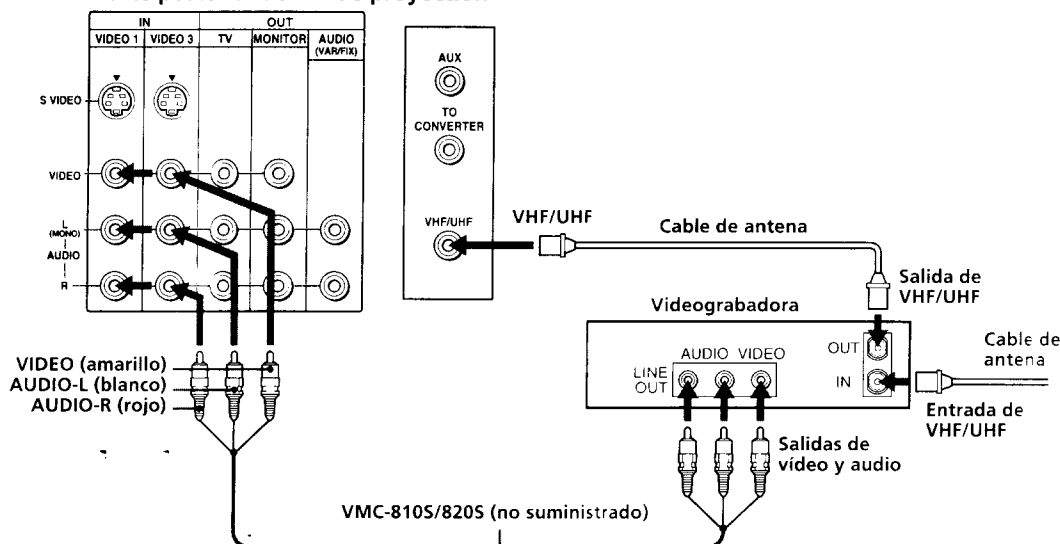 IN OUT
VIDEO 1 VIDEO 3 TV MONITOR AUDIO
(VAR/FIX)
S VIDEO
VIDEO
L
(MONO)
AUDIO
R
AUX
TO
CONVERTER
VHF/UHF
VHF/UHF
Cable de antena
Salida de
VHF/UHF
Videograbadora
AUDIO VIDEO
LINE
OUT
OUT
IN
Cable de
antena
Entrada de
VHF/UHF
VIDEO (amarillo)
AUDIO-L (blanco)
AUDIO-R (rojo)
Salidas de
vídeo y audio
VMC-810S/820S (no suministrado)